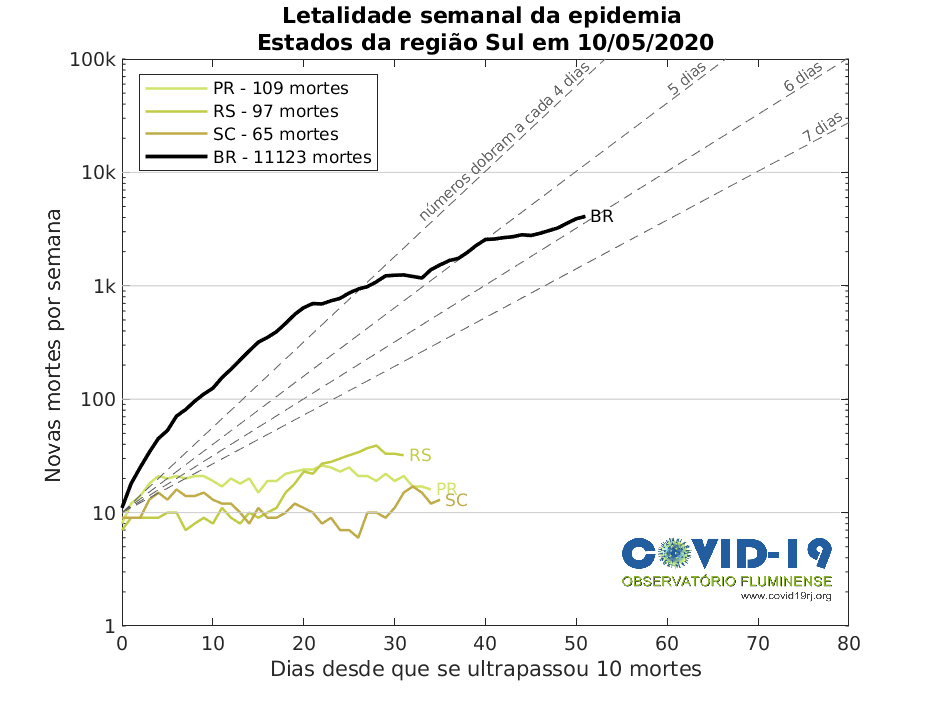 Letalidade semanal da epidemia
Estados da região Sul em 10/05/2020
PR - 109 mortes
RS - 97 mortes
SC - 65 mortes
BR - 11123 mortes
números dobram a cada 4 dias
5 dias
6 dias
7 dias
100k
10k
1k
100
10
1
Novas mortes por semana
BR
RS
PR
SC
COVID-19
OBSERVATÓRIO FLUMINENSE
www.covid19rj.org
0 10 20 30 40 50 60 70 80
Dias desde que se ultrapassou 10 mortes